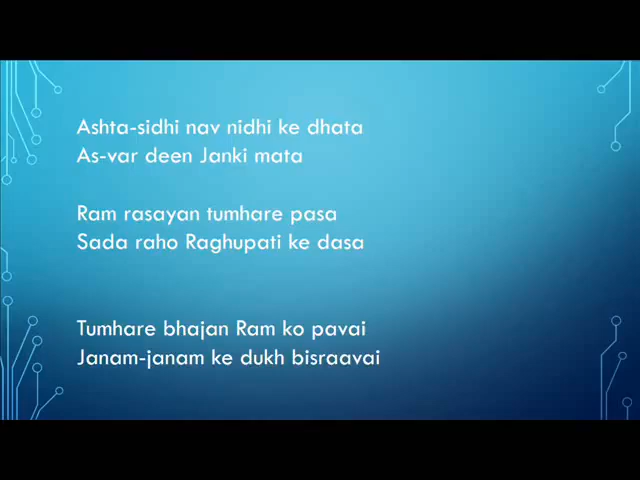 Ashta-sidhi nav nidhi ke dhata
As-var deen Janki mata
Ram rasayan tumhare pasa
Sada raho Raghupati ke dasa
Tumhare bhajan Ram ko pavai
Janam-janam ke dukh bisraavai